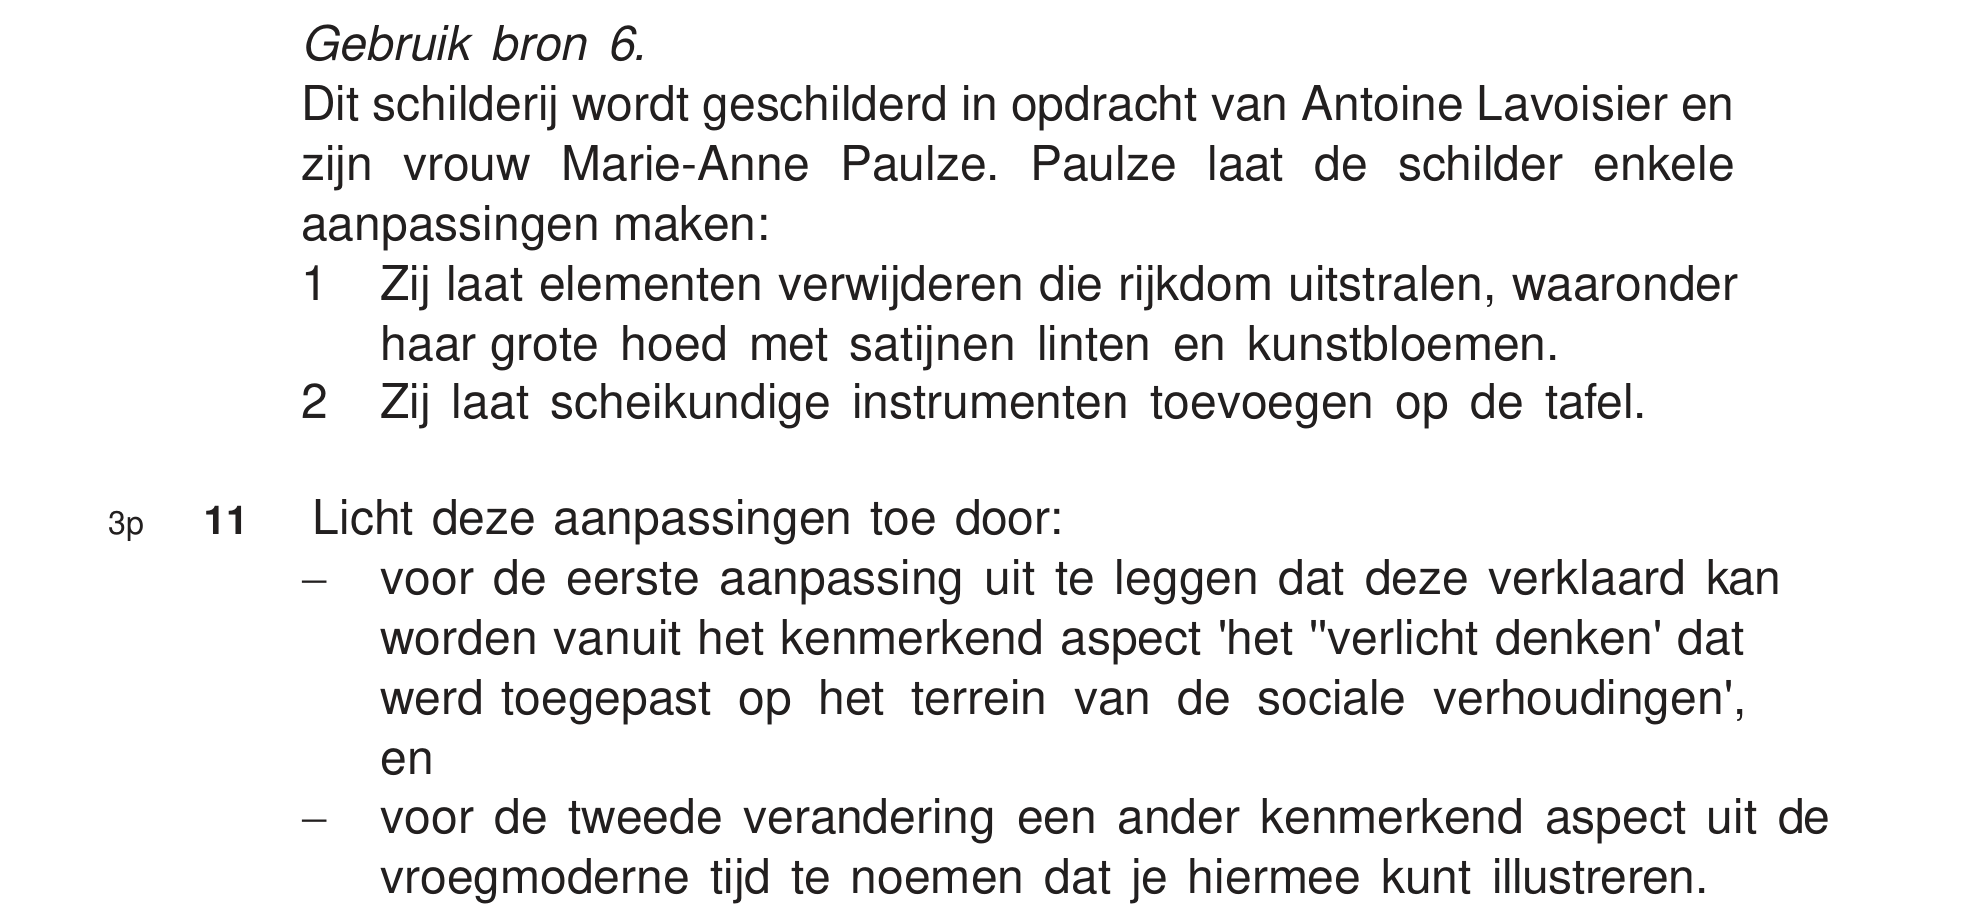 Gebruik bron 6.
Dit schilderij wordt geschilderd in opdracht van Antoine Lavoisier en
zijn vrouw Marie-Anne Paulze. Paulze laat de schilder enkele
aanpassingen maken:
1 Zij laat elementen verwijderen die rijkdom uitstralen, waaronder
haar grote hoed met satijnen linten en kunstbloemen.
2 Zij laat scheikundige instrumenten toevoegen op de tafel.
3p 11 Licht deze aanpassingen toe door:
– voor de eerste aanpassing uit te leggen dat deze verklaard kan
worden vanuit het kenmerkend aspect 'het "verlicht denken' dat
werd toegepast op het terrein van de sociale verhoudingen',
en
– voor de tweede verandering een ander kenmerkend aspect uit de
vroegmoderne tijd te noemen dat je hiermee kunt illustreren.